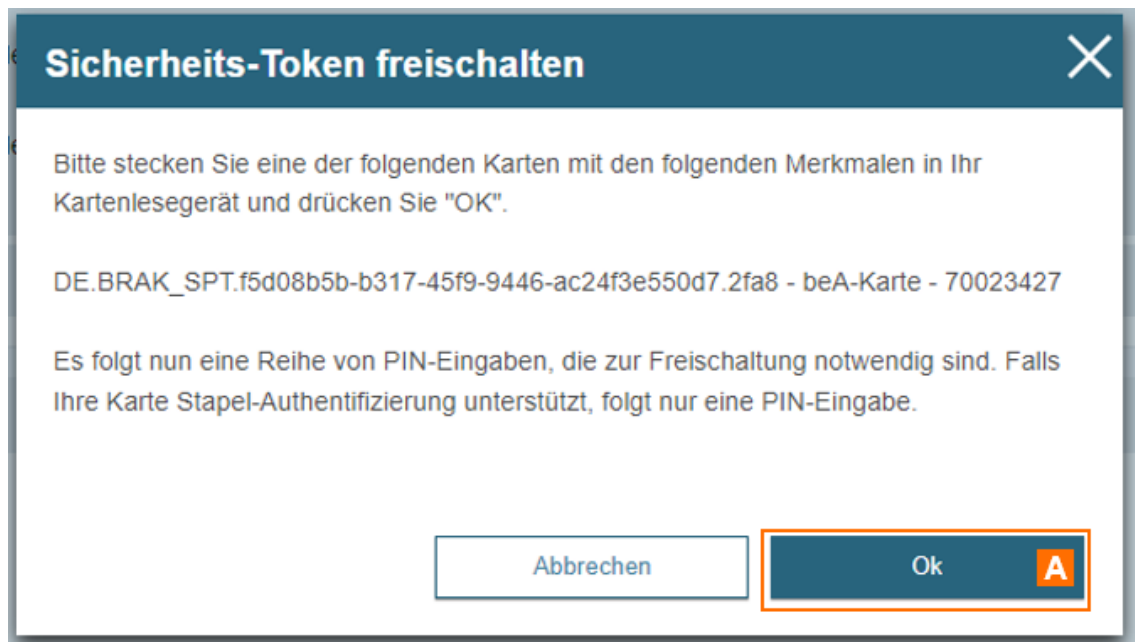 Sicherheits-Token freischalten
Bitte stecken Sie eine der folgenden Karten mit den folgenden Merkmalen in Ihr
Kartenlesegerät und drücken Sie "OK".
DE.BRAK_SPT.f5d08b5b-b317-45f9-9446-ac24f3e550d7.2fa8 - beA-Karte - 70023427
Es folgt nun eine Reihe von PIN-Eingaben, die zur Freischaltung notwendig sind. Falls
Ihre Karte Stapel-Authentifizierung unterstützt, folgt nur eine PIN-Eingabe.
Abbrechen
Ok A